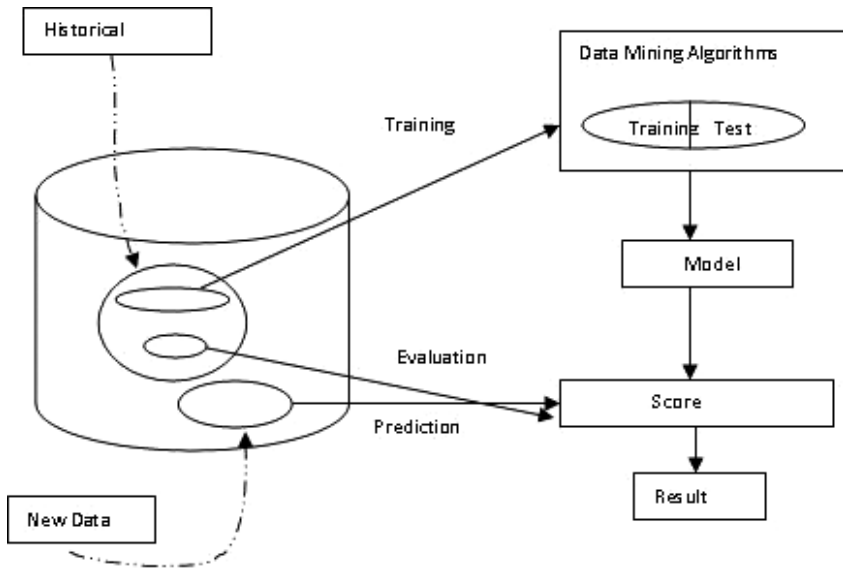 Historical
Data Mining Algorithms
Training
Training Test
Model
Evaluation
Score
Prediction
Result
New Data